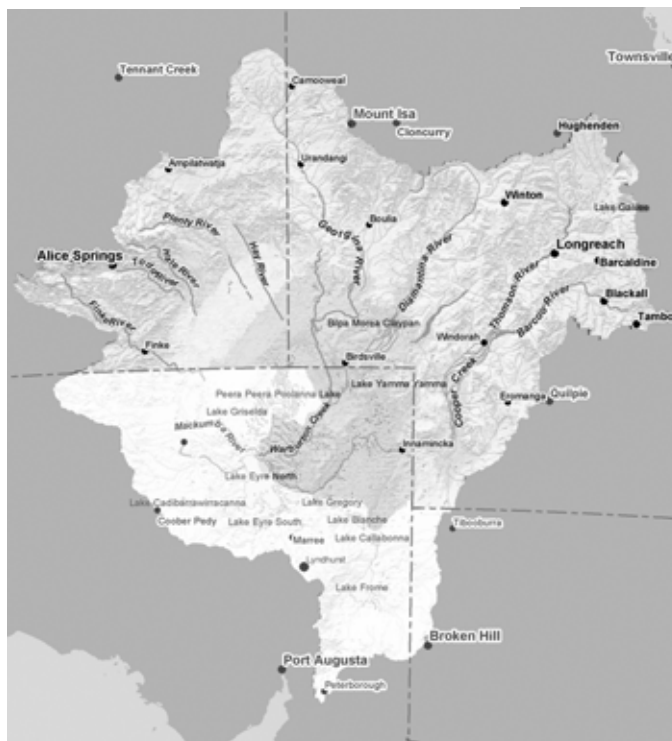 Townsville
Tennant Creek
Camooweal
Mount Isa
Cloncurry
Hughenden
Urandangi
Ampilatwatja
Winton
Lake Galilee
Plenty River
Boulia
Georgina River
Hay River
Diamantina River
Longreach
Alice Springs
Hale River
Barcaldine
Thomson River
Blackall
Barcoo River
Finke River
Bilpa Morea Claypan
Tambo
Windorah
Finke
Birdsville
Lake Yamma Yamma
Cooper Creek
Peera Peera Poolanna Lake
Eromanga
Quilpie
Lake Griselda
Warburton Creek
Innamincka
Lake Eyre North
Lake Cadibarrawirracanna
Lake Gregory
Coober Pedy
Lake Eyre South
Lake Blanche
Tibooburra
Marree
Lake Callabonna
Lyndhurst
Lake Frome
Broken Hill
Port Augusta
Peterborough